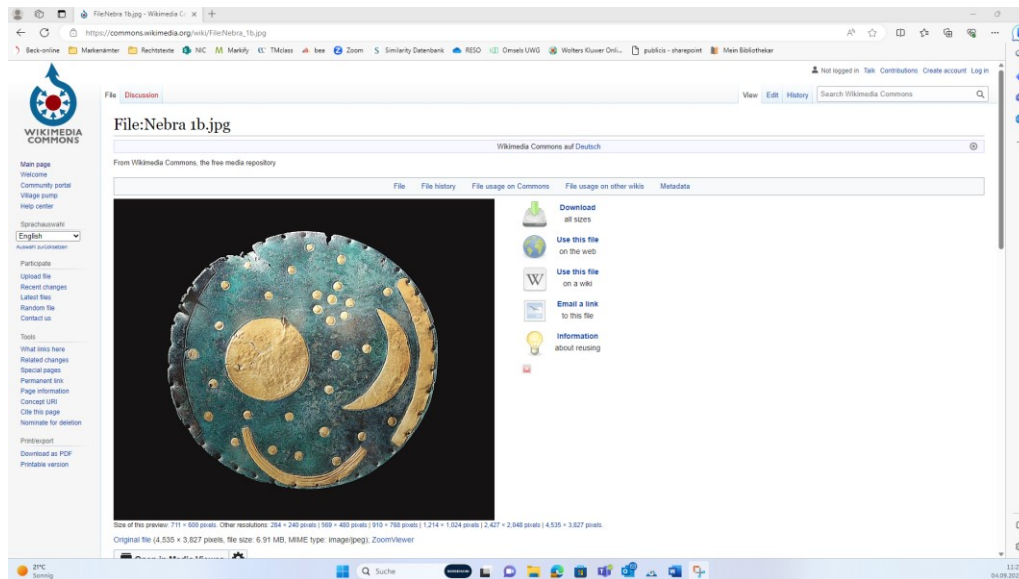 File:Nebra 1b.jpg - Wikimedia C
https://commons.wikimedia.org/wiki/File:Nebra_1b.jpg
Beck-online Markenämter Rechtstexte NIC Markify TMclass bea Zoom Similarity Datenbank RESO Omsels UWG Wolters Kluwer Onli... publicis - sharepoint Mein Bibliothekar
Not logged in Talk Contributions Create account Log in
File Discussion View Edit History Search Wikimedia Commons
WIKIMEDIA
COMMONS
File:Nebra 1b.jpg
Wikimedia Commons auf Deutsch
From Wikimedia Commons, the free media repository
File File history File usage on Commons File usage on other wikis Metadata
Main page
Welcome
Community portal
Village pump
Help center
Sprachauswahl
English
Auswahl zurücksetzen
Participate
Upload file
Recent changes
Latest files
Random file
Contact us
Tools
What links here
Related changes
Special pages
Permanent link
Page information
Concept URI
Cite this page
Nominate for deletion
Print/export
Download as PDF
Printable version
Download
all sizes
Use this file
on the web
W
Use this file
on a wiki
Email a link
to this file
Information
about reusing
Size of this preview: 711 × 600 pixels. Other resolutions: 284 × 240 pixels | 569 × 480 pixels | 910 × 768 pixels | 1,214 × 1,024 pixels | 2,427 × 2,048 pixels | 4,535 × 3,827 pixels.
Original file (4,535 × 3,827 pixels, file size: 6.91 MB, MIME type: image/jpeg); ZoomViewer
Open in Media Viewer
21°C
Sonnig
Suche
11:2
04.09.202